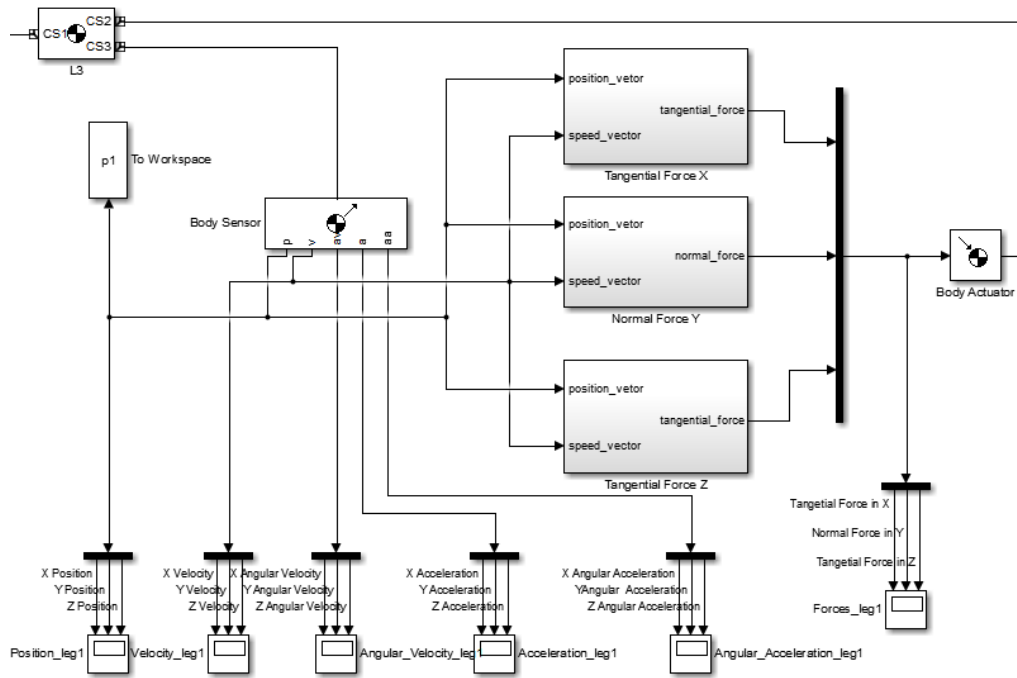 CS1
CS2
CS3
L3
p1
To Workspace
Body Sensor
p
v
av
a
aa
position_vetor
speed_vector
tangential_force
Tangential Force X
position_vetor
speed_vector
normal_force
Normal Force Y
position_vetor
speed_vector
tangential_force
Tangential Force Z
Body Actuator
Tangetial Force in X
Normal Force in Y
Tangetial Force in Z
Forces_leg1
X Position
Y Position
Z Position
Position_leg1
X Velocity
Y Velocity
Z Velocity
Velocity_leg1
X Angular Velocity
Y Angular Velocity
Z Angular Velocity
Angular_Velocity_leg1
X Acceleration
Y Acceleration
Z Acceleration
Acceleration_leg1
X Angular Acceleration
YAngular Acceleration
Z Angular Acceleration
Angular_Acceleration_leg1